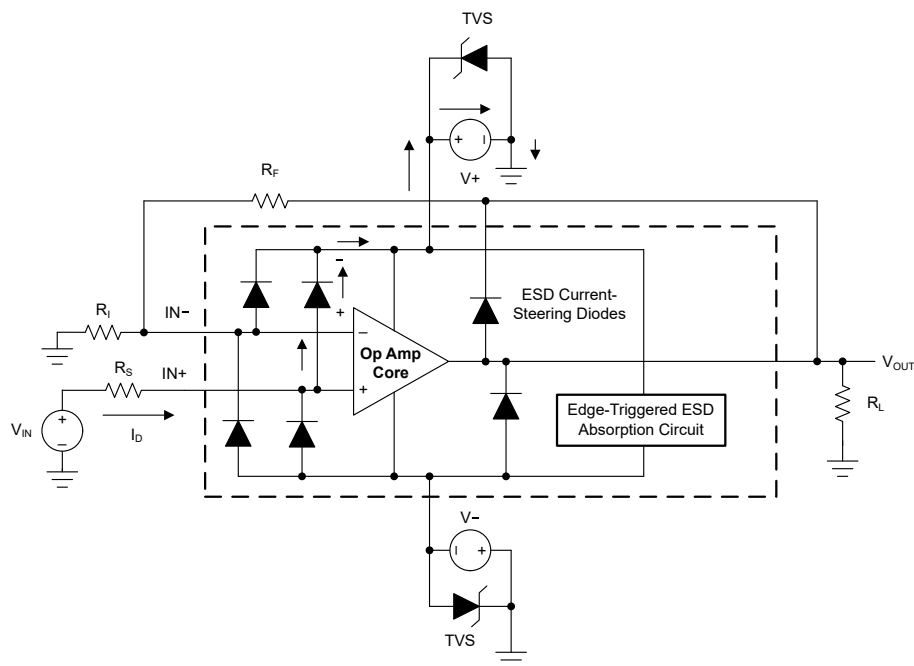 TVS
+
–
V+
R_F
R_I
IN−
–
+
ESD Current-
Steering Diodes
–
Op Amp
Core
+
R_S
IN+
I_D
V_IN
+
–
V_OUT
R_L
Edge-Triggered ESD
Absorption Circuit
V−
–
+
TVS